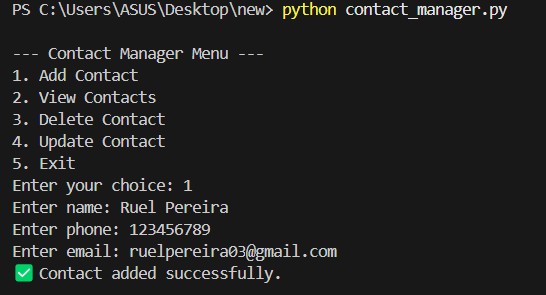 PS C:\Users\ASUS\Desktop\new> python contact_manager.py
--- Contact Manager Menu ---
1. Add Contact
2. View Contacts
3. Delete Contact
4. Update Contact
5. Exit
Enter your choice: 1
Enter name: Ruel Pereira
Enter phone: 123456789
Enter email: ruelpereira03@gmail.com
✅ Contact added successfully.